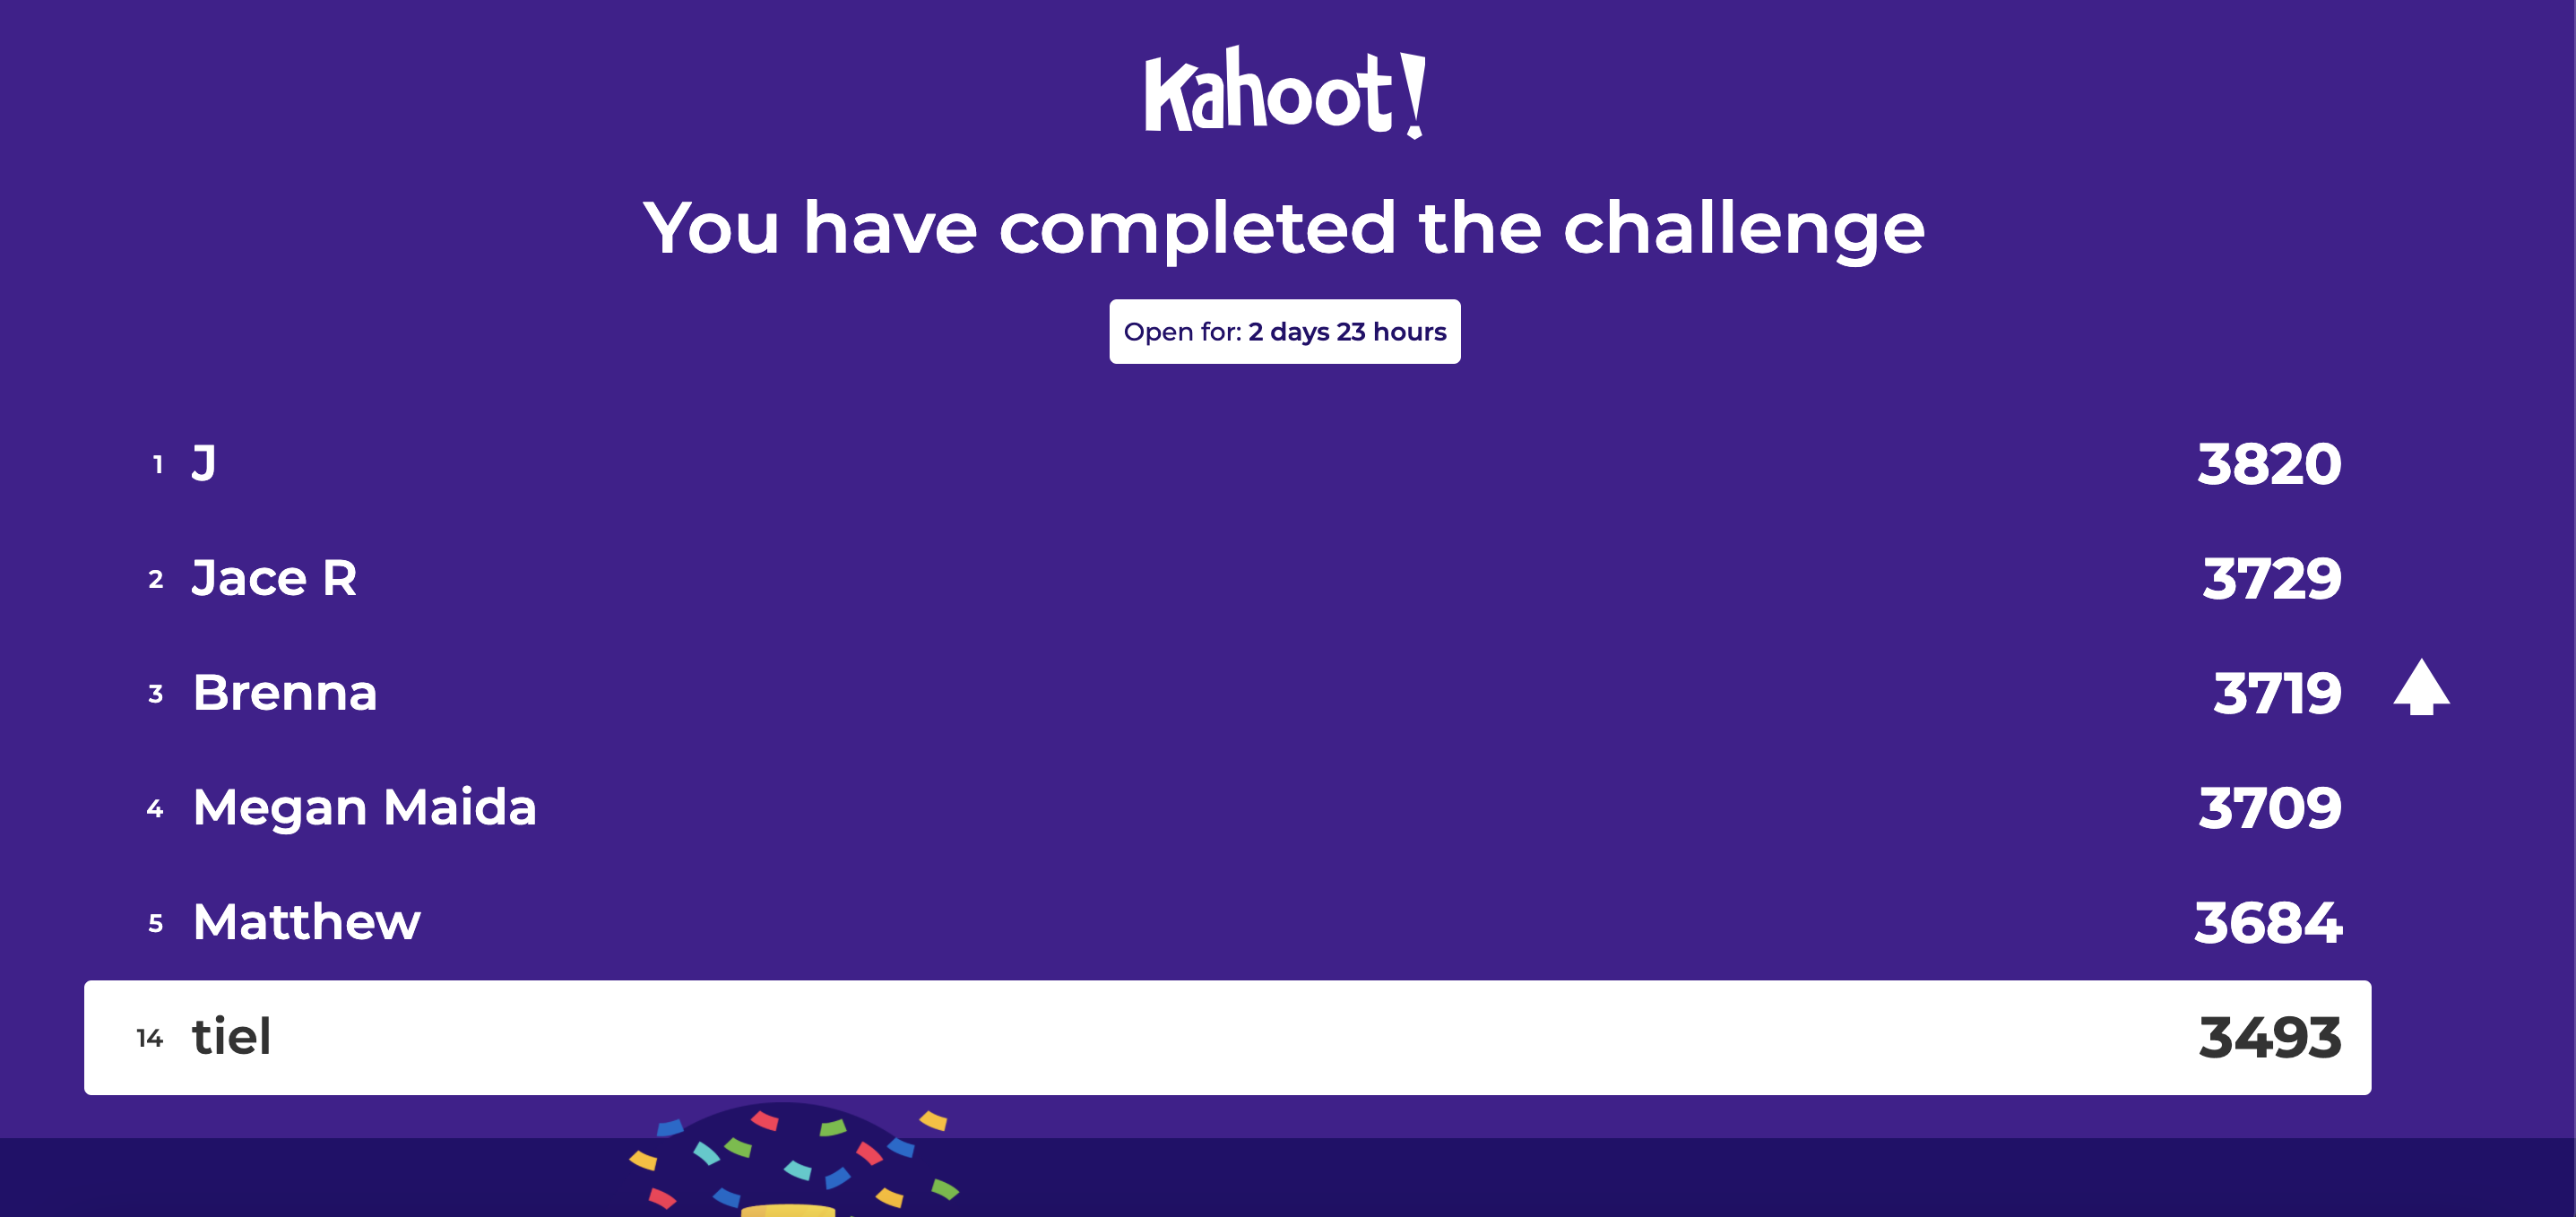 Kahoot!
You have completed the challenge
Open for: 2 days 23 hours
1 J 3820
2 Jace R 3729
3 Brenna 3719
4 Megan Maida 3709
5 Matthew 3684
14 tiel 3493